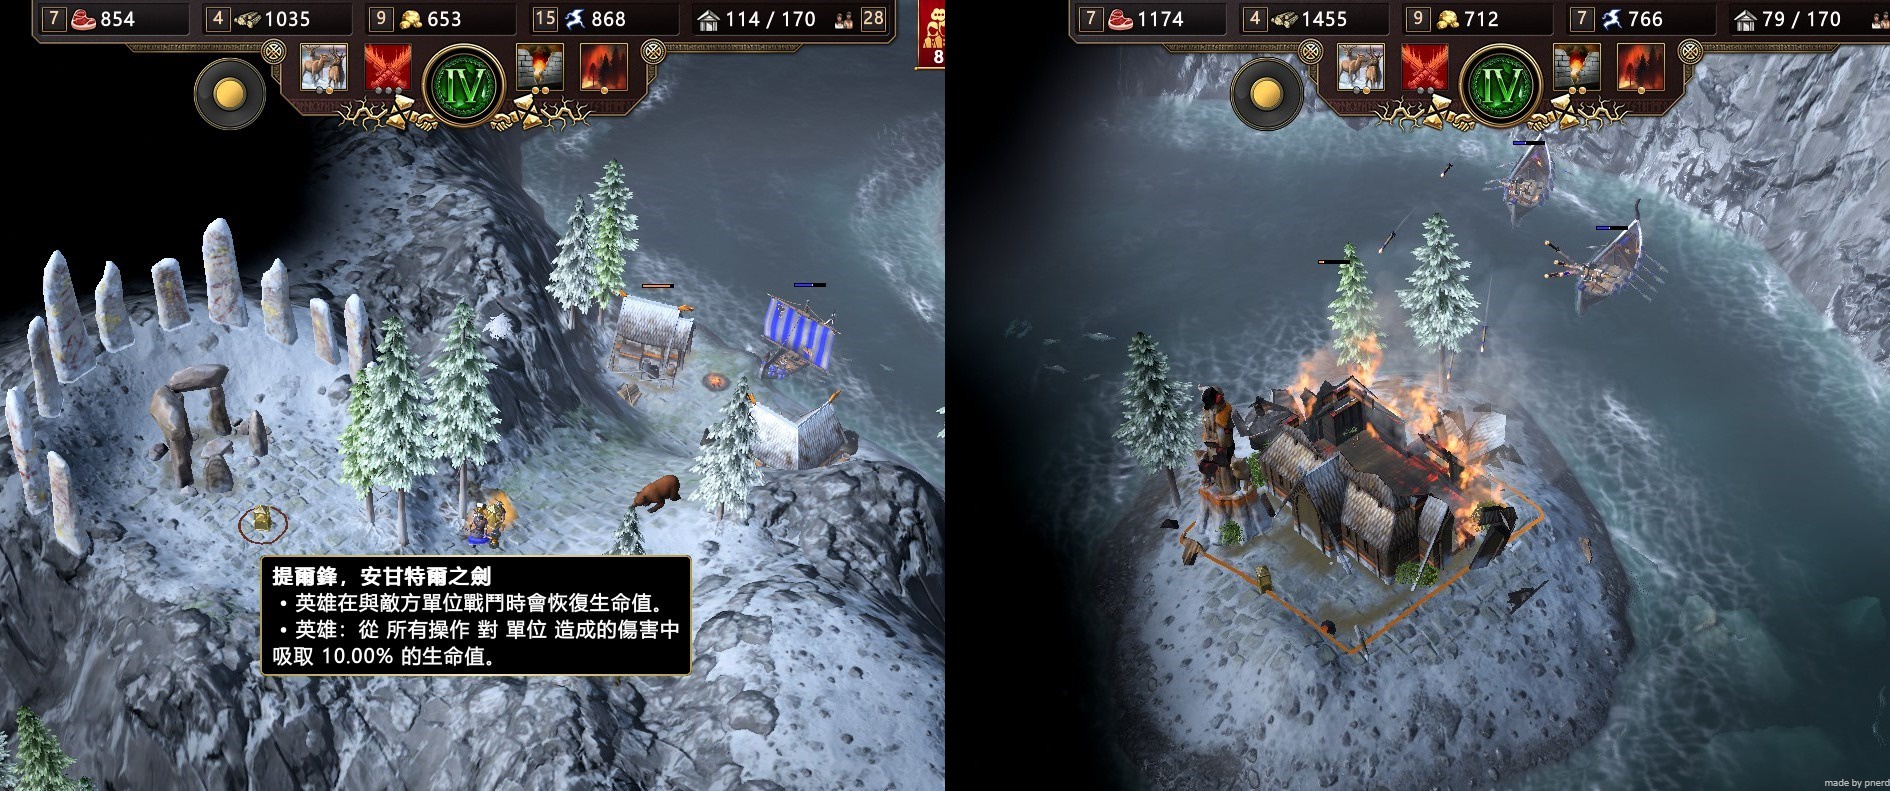 7 854 4 1035 9 653 15 868 114 / 170 28
IV
8
提爾鋒，安甘特爾之劍
• 英雄在與敵方單位戰鬥時會恢復生命值。
• 英雄：從 所有操作 對 單位 造成的傷害中
吸取 10.00% 的生命值。
7 1174 4 1455 9 712 7 766 79 / 170
IV
made by pnerd